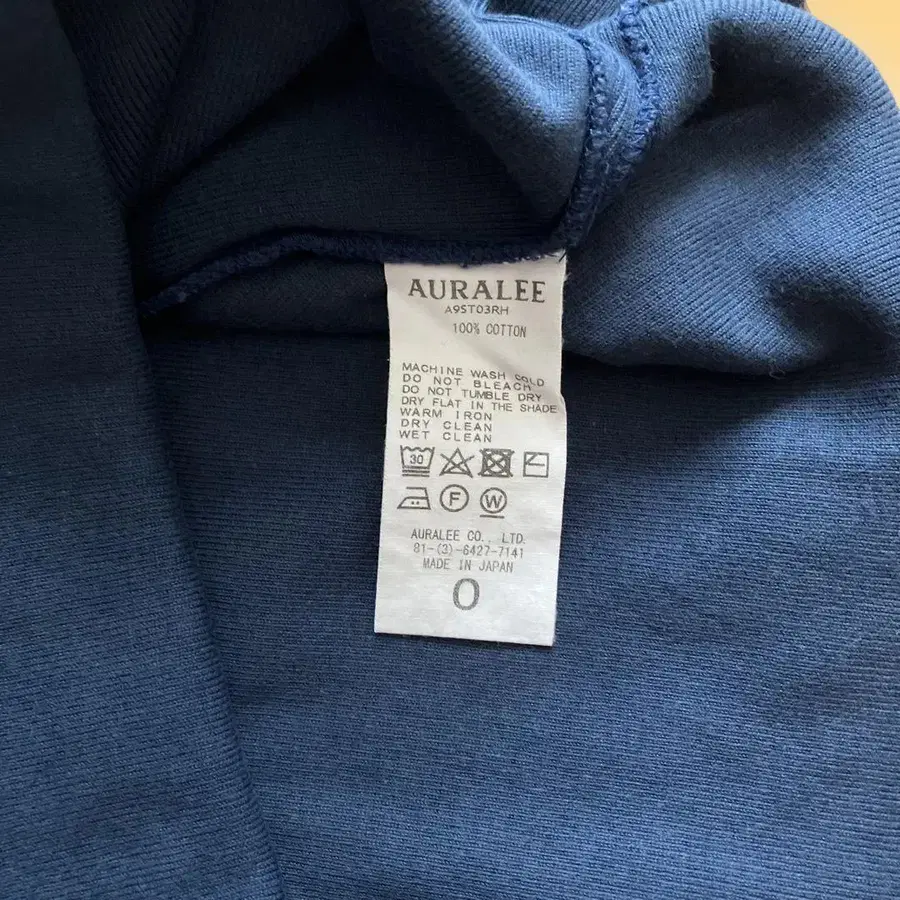 AURALEE
A9ST03RH
100% COTTON
MACHINE WASH COLD
DO NOT BLEACH
DO NOT TUMBLE DRY
DRY FLAT IN THE SHADE
WARM IRON
DRY CLEAN
WET CLEAN
30
F W
AURALEE CO., LTD.
81-(3)-6427-7141
MADE IN JAPAN
0